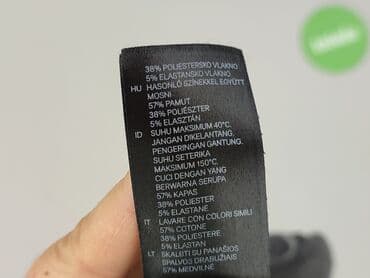 38% POLIESTERSKO VLAKNO
5% ELASTANSKO VLAKNO
HU HASONLÓ SZÍNEKKEL EGYÜTT
MOSNI
57% PAMUT
38% POLIÉSZTER
5% ELASZTÁN
ID SUHU MAKSIMUM 40°C.
JANGAN DIKELANTANG.
PENGERINGAN GANTUNG.
SUHU SETERIKA
MAKSIMUM 150°C.
CUCI DENGAN YANG
BERWARNA SERUPA
57% KAPAS
38% POLIESTER
5% ELASTANE
IT LAVARE CON COLORI SIMILI
57% COTONE
38% POLIESTERE
5% ELASTAN
LT SKALBTI SU PANAŠIOS
SPALVOS DRABUŽIAIS
57% MEDVILNĖ